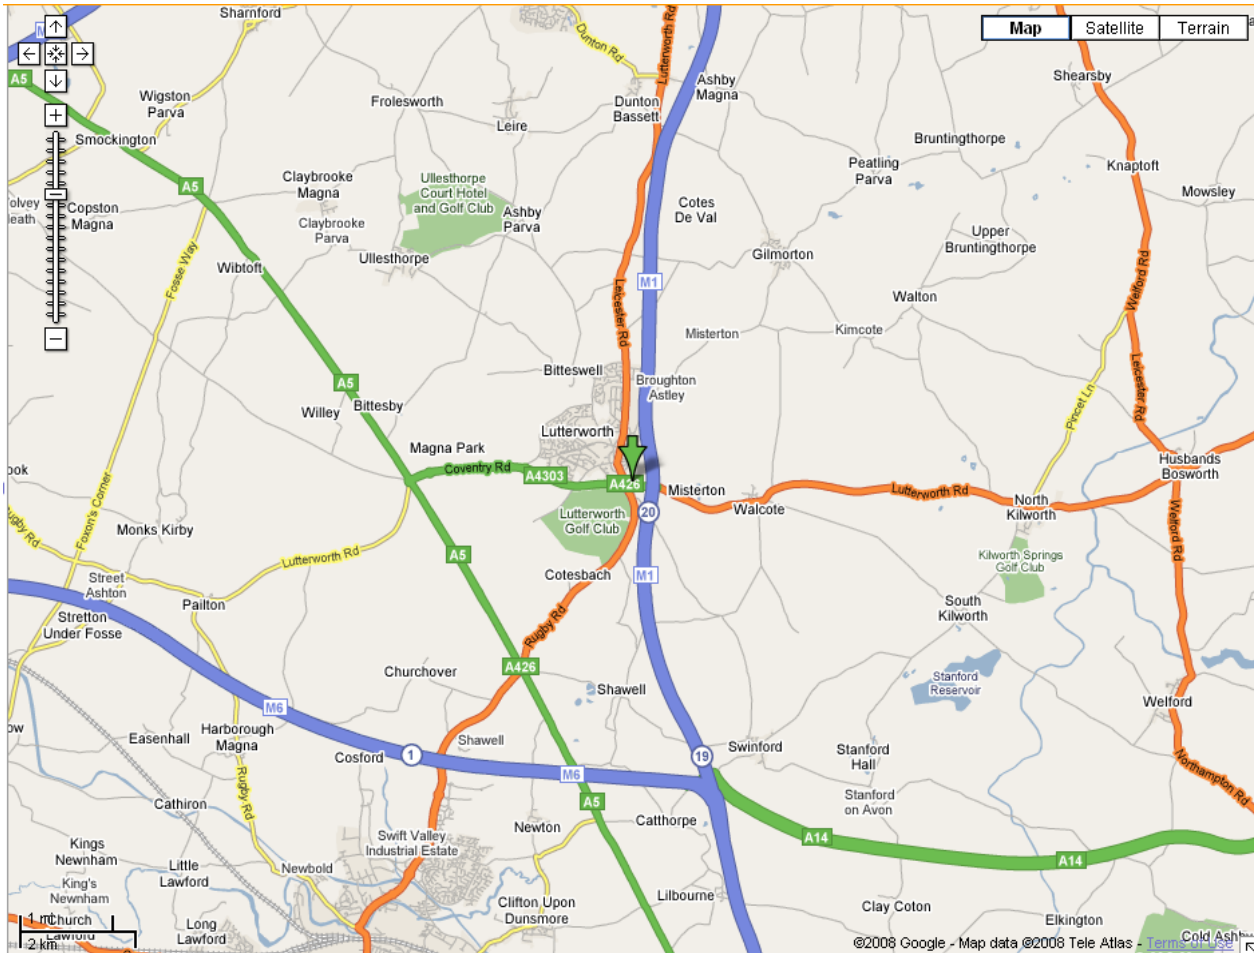 Sharnford
Lutterworth Rd
Dunton Rd
Map
Satellite
Terrain
A5
Wigston
Parva
Frolesworth
Leire
Dunton
Bassett
Ashby
Magna
Shearsby
Smockington
Bruntingthorpe
Peatling
Parva
Knaptoft
Mowsley
A5
Claybrooke
Magna
Ullesthorpe
Court Hotel
and Golf Club
Ashby
Parva
Cotes
De Val
Copston
Magna
Claybrooke
Parva
Upper
Bruntingthorpe
Fosse Way
Wibtoft
Ullesthorpe
Gilmorton
Welford Rd
M1
Leicester Rd
Walton
Misterton
Kimcote
Bitteswell
Broughton
Astley
A5
Leicester Rd
Willey
Bittesby
Pincet Ln
Lutterworth
Magna Park
Coventry Rd
A4303
A426
Misterton
Walcote
Lutterworth Rd
North
Kilworth
Husbands
Bosworth
Foxon's Corner
Rugby Rd
Monks Kirby
Lutterworth
Golf Club
20
Welford Rd
Lutterworth Rd
A5
Kilworth Springs
Golf Club
Street
Ashton
Cotesbach
M1
Pailton
Stretton
Under Fosse
Rugby Rd
South
Kilworth
Churchover
A426
Shawell
Stanford
Reservoir
Welford
M6
Harborough
Magna
Easenhall
Shawell
Cosford
1
19
Swinford
Stanford
Hall
Northampton Rd
M6
Rugby Rd
Stanford
on Avon
Cathiron
A5
Catthorpe
A14
A14
Newton
Swift Valley
Industrial Estate
Kings
Newnham
Little
Lawford
Newbold
King's
Newnham
Lilbourne
Clay Coton
Elkington
Clifton Upon
Dunsmore
Church
Lawford
Long
Lawford
1 mi
2 km
©2008 Google - Map data ©2008 Tele Atlas - Terms of Use